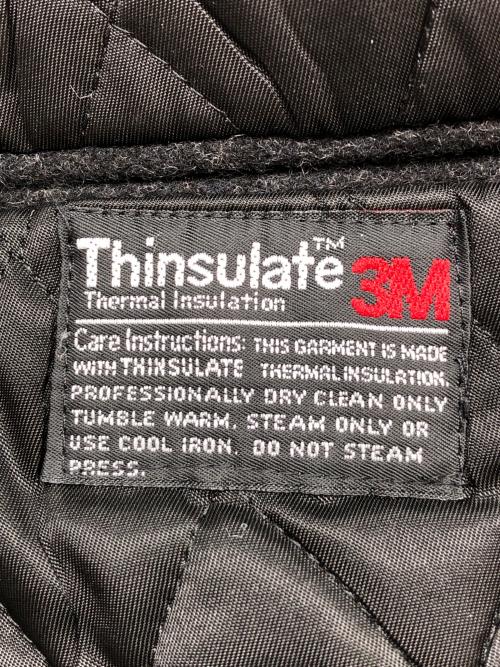 Thinsulate™ 3M
Thermal Insulation
Care Instructions: THIS GARMENT IS MADE
WITH THINSULATE THERMAL INSULATION.
PROFESSIONALLY DRY CLEAN ONLY
TUMBLE WARM. STEAM ONLY OR
USE COOL IRON. DO NOT STEAM
PRESS.